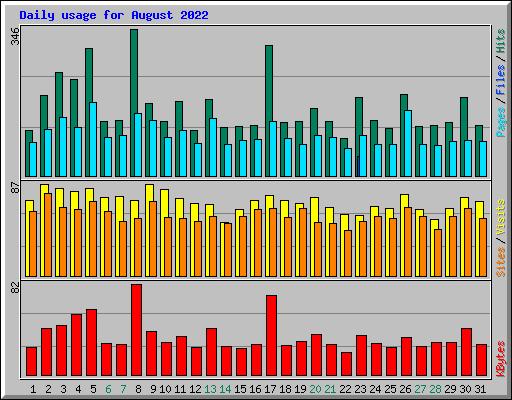 Daily usage for August 2022
346
87
82
Pages / Files / Hits
Sites / Visits
KBytes
1 2 3 4 5 6 7 8 9 10 11 12 13 14 15 16 17 18 19 20 21 22 23 24 25 26 27 28 29 30 31